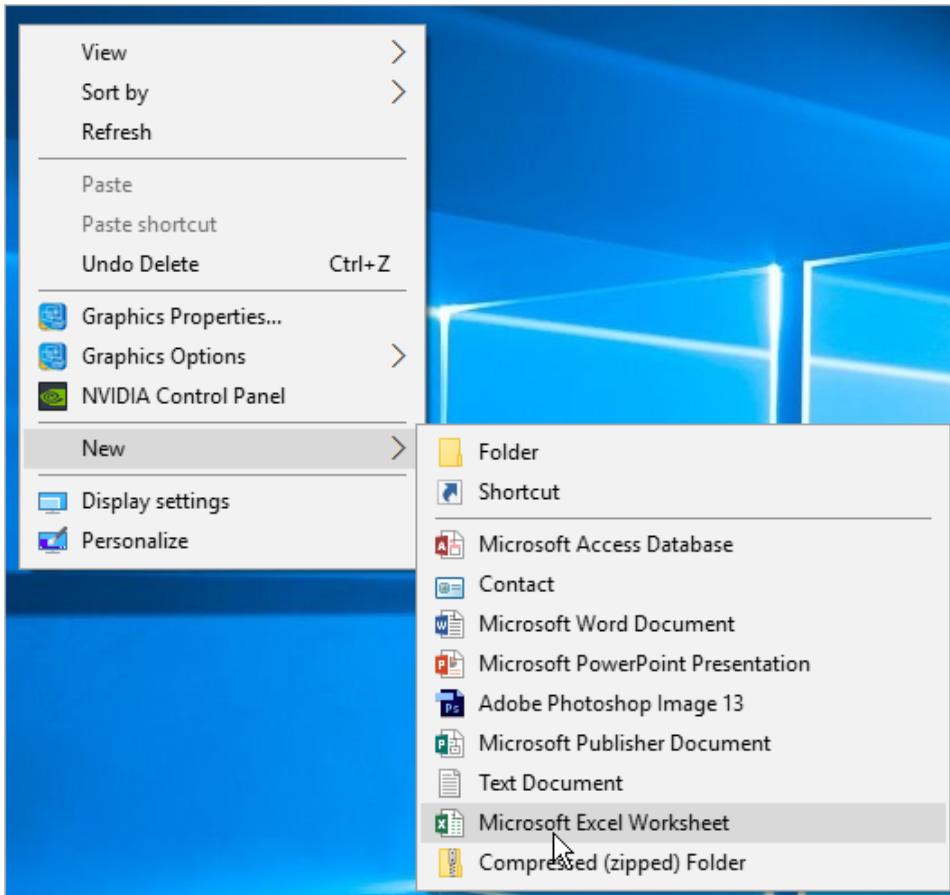 View
Sort by
Refresh
Paste
Paste shortcut
Undo Delete Ctrl+Z
Graphics Properties...
Graphics Options
NVIDIA Control Panel
New
Display settings
Personalize
Folder
Shortcut
Microsoft Access Database
Contact
Microsoft Word Document
Microsoft PowerPoint Presentation
Adobe Photoshop Image 13
Microsoft Publisher Document
Text Document
Microsoft Excel Worksheet
Compressed (zipped) Folder